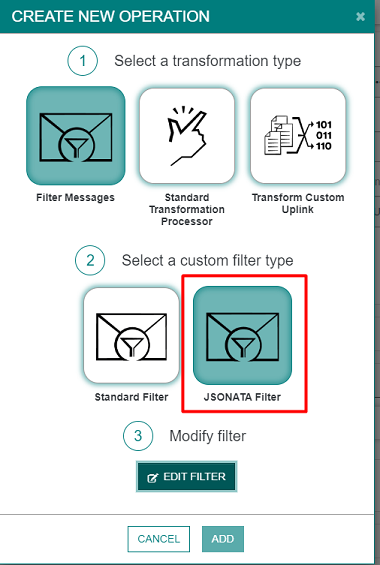 CREATE NEW OPERATION ×
1 Select a transformation type
101
011
110
Filter Messages
Standard
Transformation
Processor
Transform Custom
Uplink
2 Select a custom filter type
Standard Filter
JSONATA Filter
3 Modify filter
EDIT FILTER
CANCEL
ADD